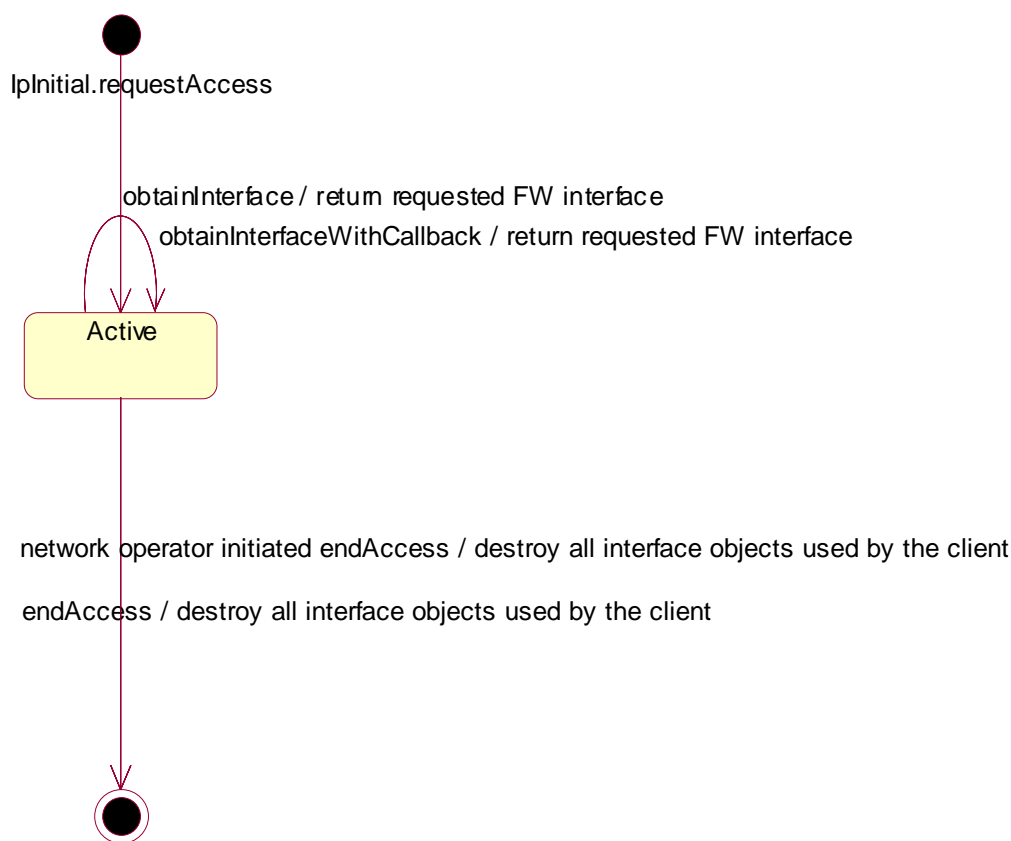 IpInitial.requestAccess
obtainInterface / return requested FW interface
obtainInterfaceWithCallback / return requested FW interface
Active
network operator initiated endAccess / destroy all interface objects used by the client
endAccess / destroy all interface objects used by the client